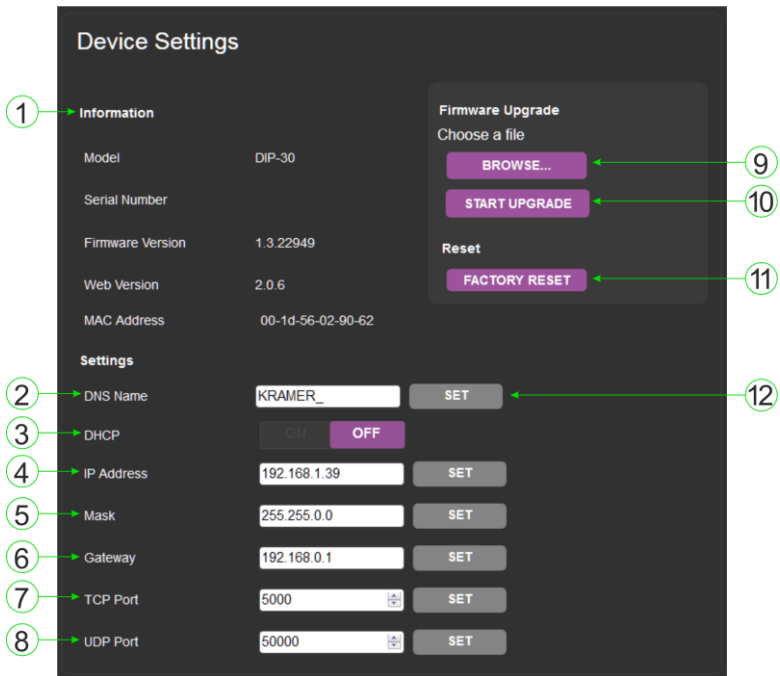 Device Settings
1 Information
Model DIP-30
Serial Number
Firmware Version 1.3.22949
Web Version 2.0.6
MAC Address 00-1d-56-02-90-62
Firmware Upgrade
Choose a file
BROWSE... 9
START UPGRADE 10
Reset
FACTORY RESET 11
Settings
2 DNS Name KRAMER_ SET 12
3 DHCP ON OFF
4 IP Address 192.168.1.39 SET
5 Mask 255.255.0.0 SET
6 Gateway 192.168.0.1 SET
7 TCP Port 5000 SET
8 UDP Port 50000 SET